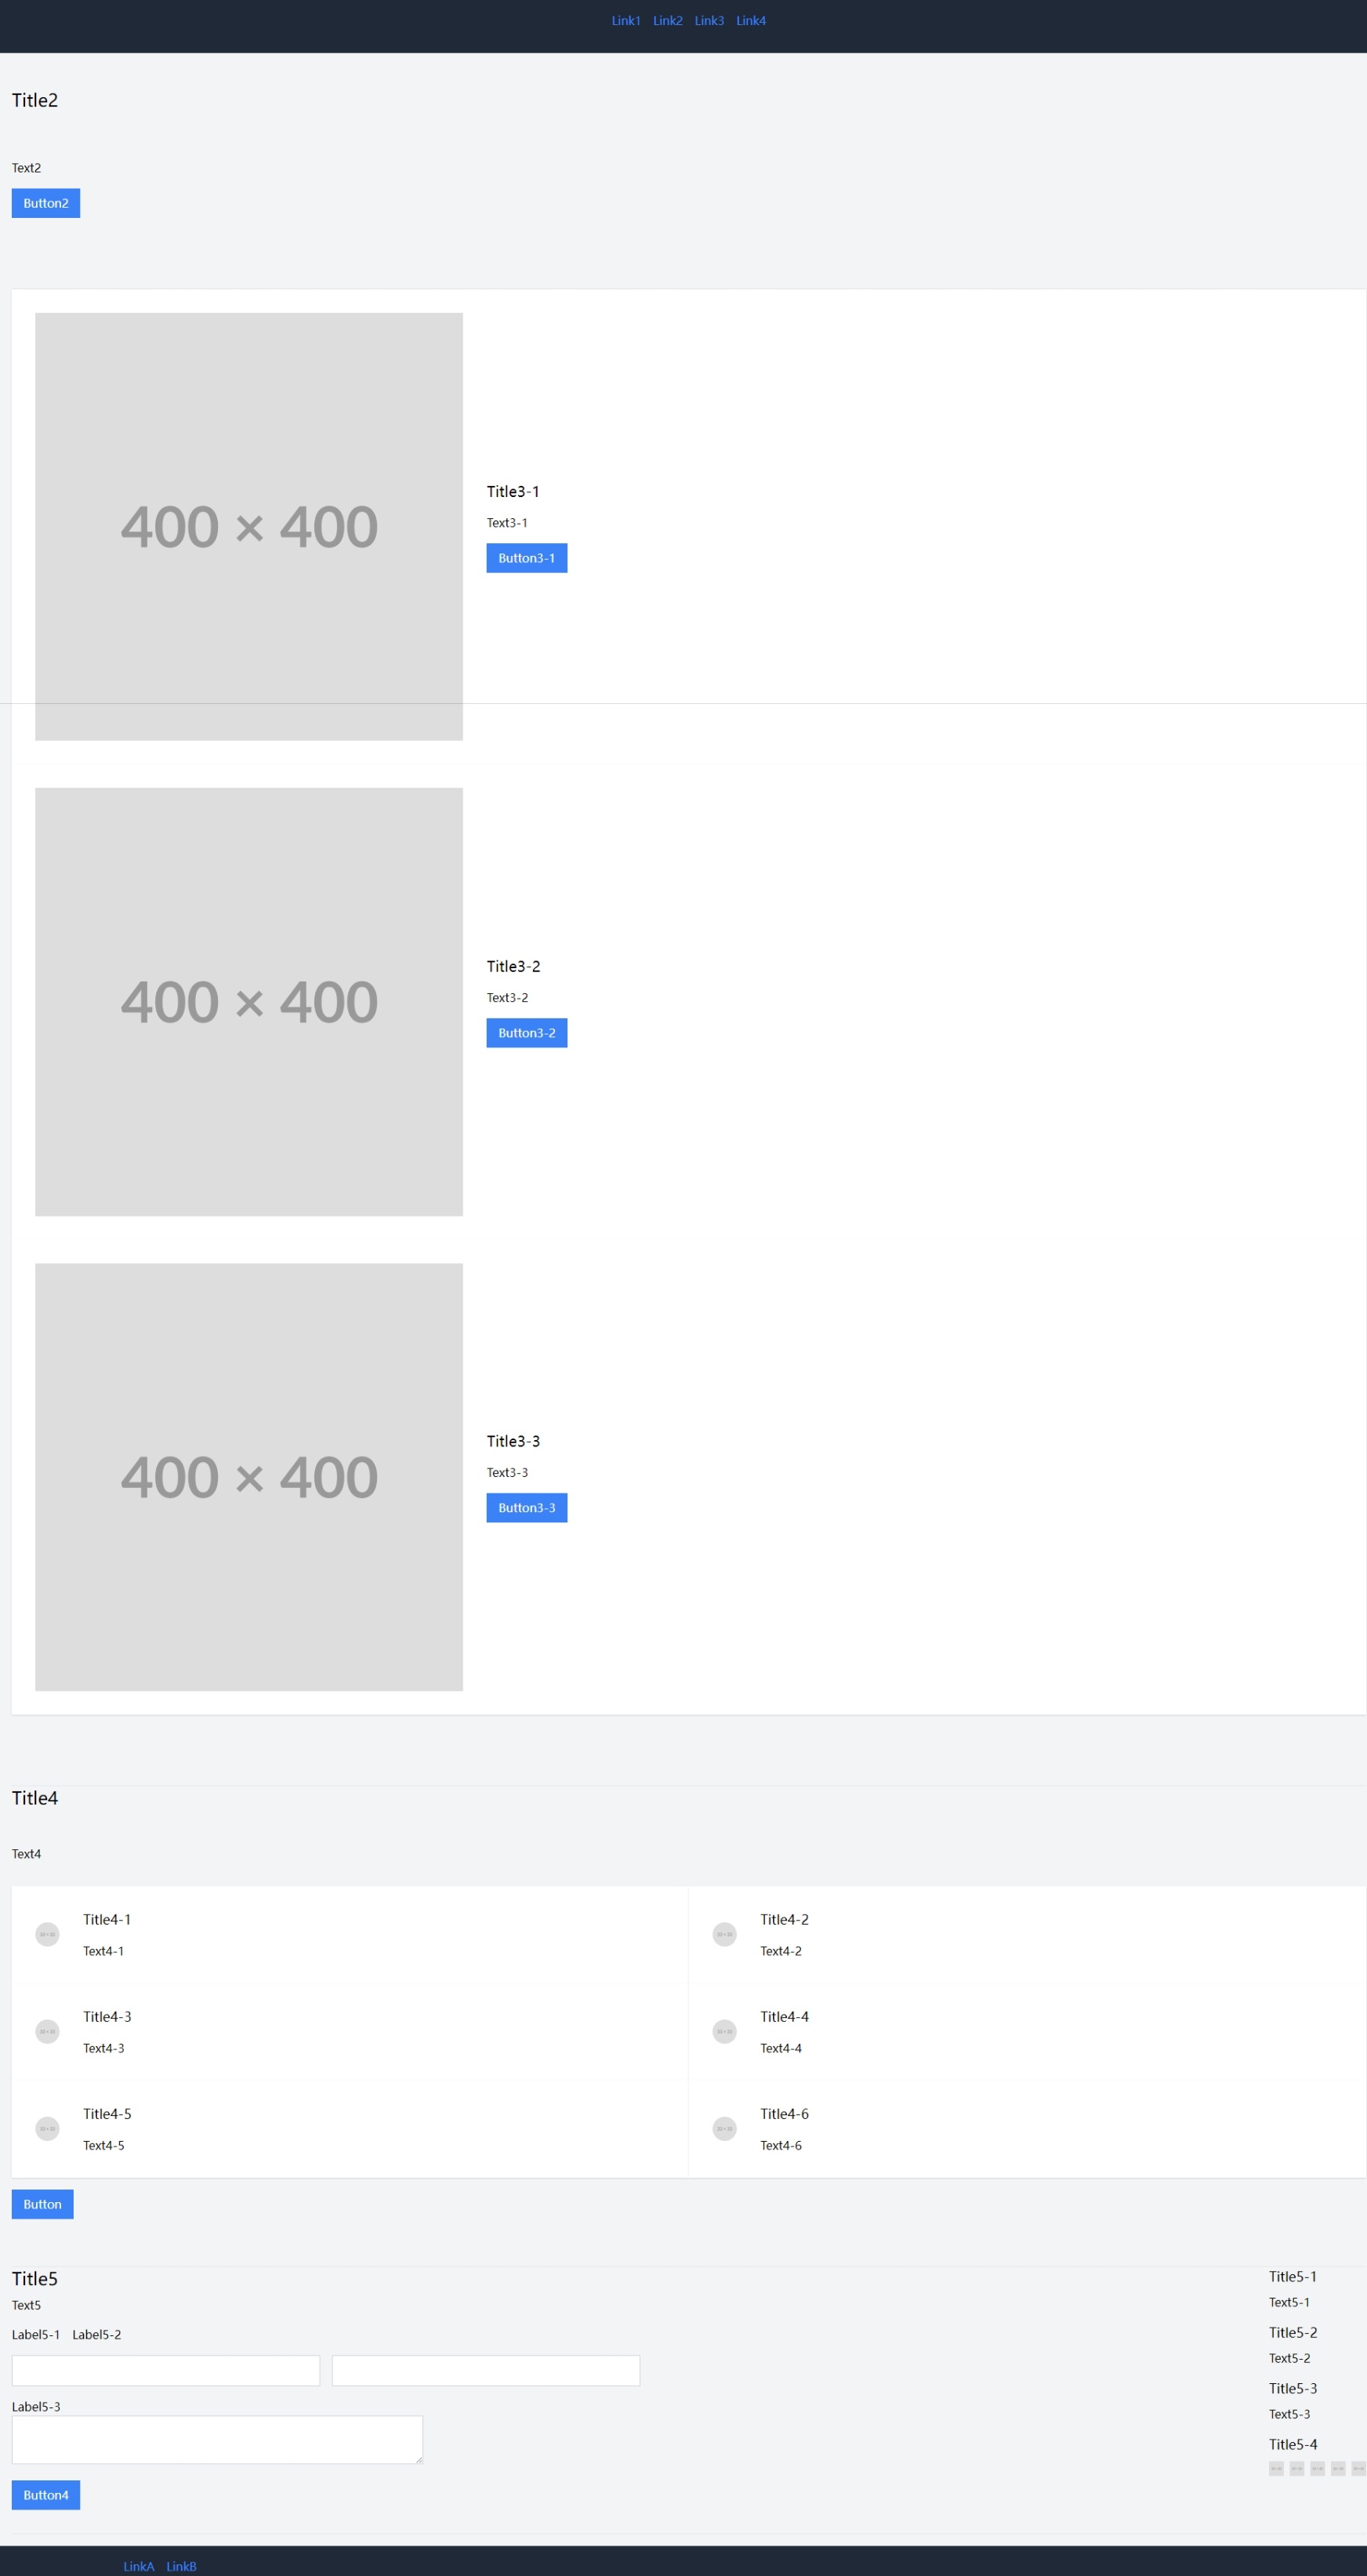 Link1 Link2 Link3 Link4
Title2
Text2
Button2
400 × 400
Title3-1
Text3-1
Button3-1
400 × 400
Title3-2
Text3-2
Button3-2
400 × 400
Title3-3
Text3-3
Button3-3
Title4
Text4
Title4-1
Text4-1
Title4-2
Text4-2
Title4-3
Text4-3
Title4-4
Text4-4
Title4-5
Text4-5
Title4-6
Text4-6
Button
Title5
Text5
Label5-1 Label5-2
Label5-3
Button4
Title5-1
Text5-1
Title5-2
Text5-2
Title5-3
Text5-3
Title5-4
LinkA LinkB